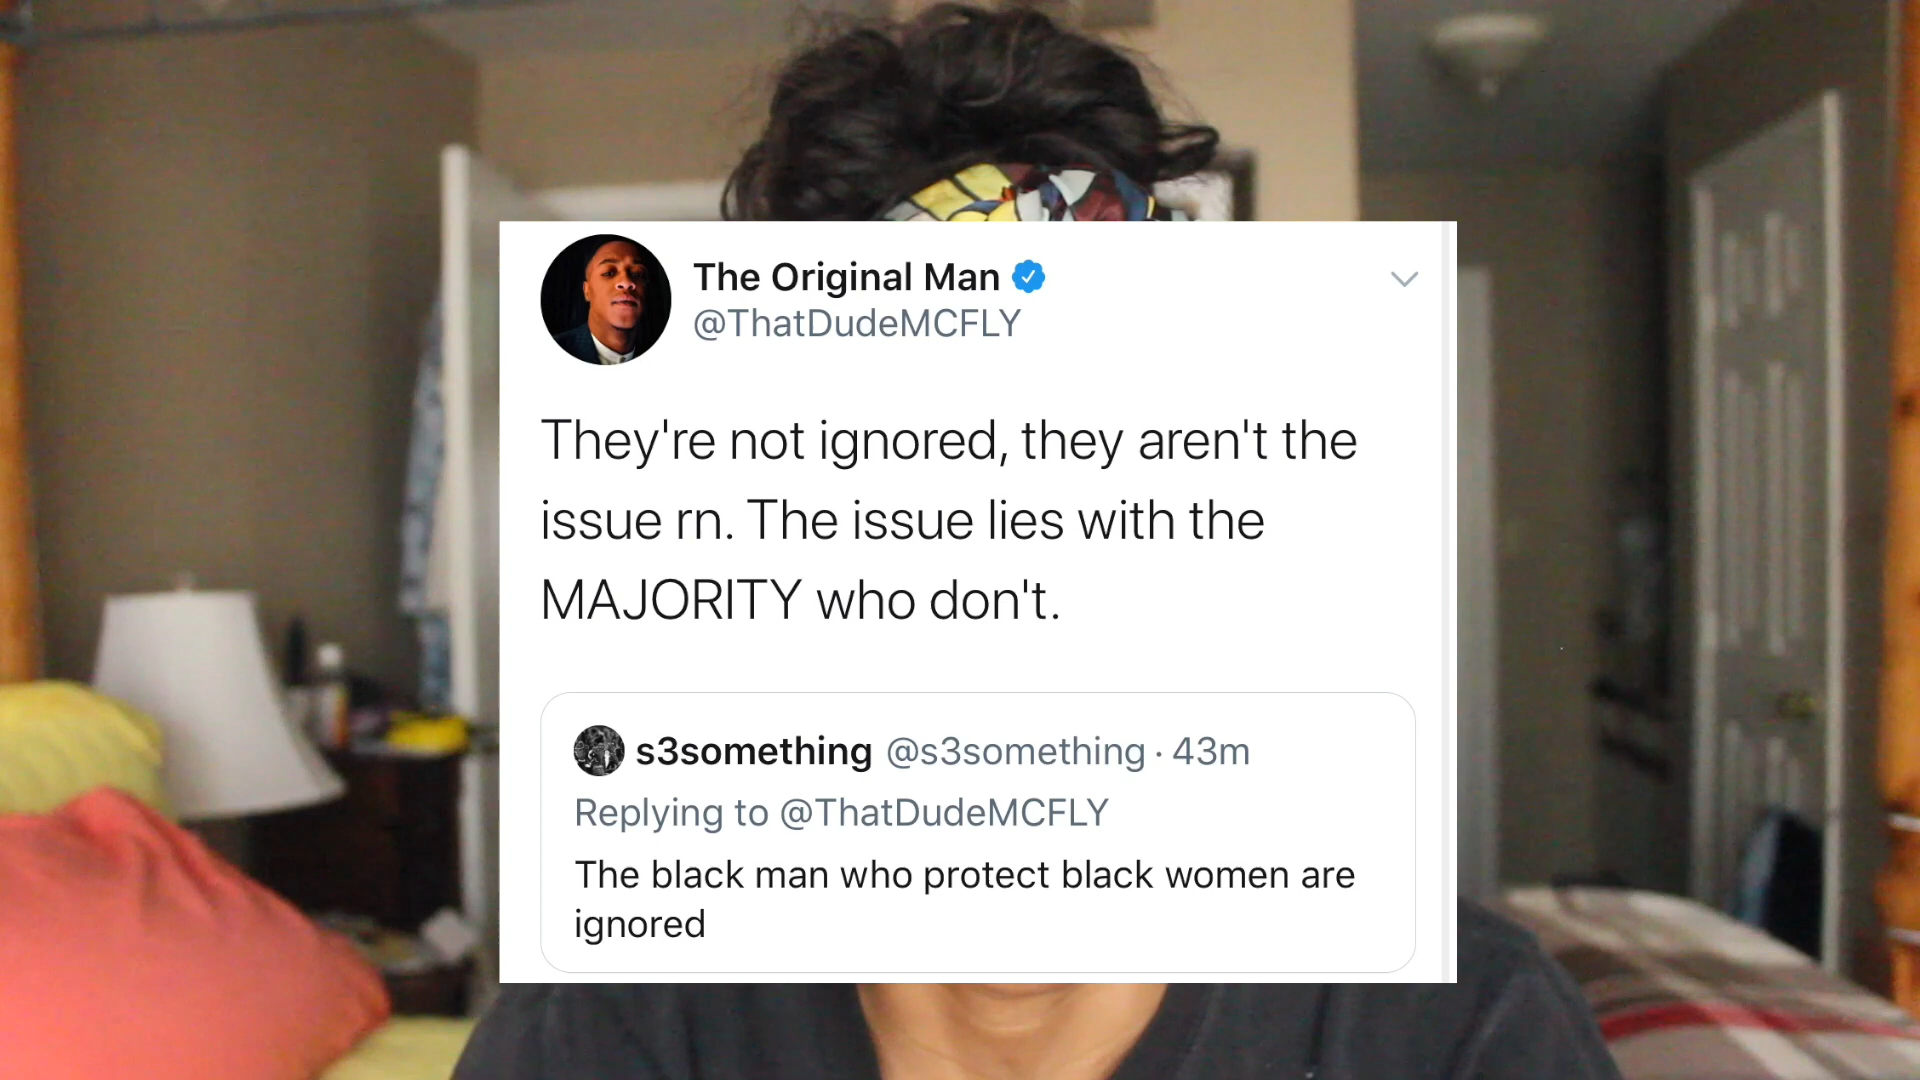 The Original Man
@ThatDudeMCFLY
They're not ignored, they aren't the
issue rn. The issue lies with the
MAJORITY who don't.
s3something @s3something · 43m
Replying to @ThatDudeMCFLY
The black man who protect black women are
ignored